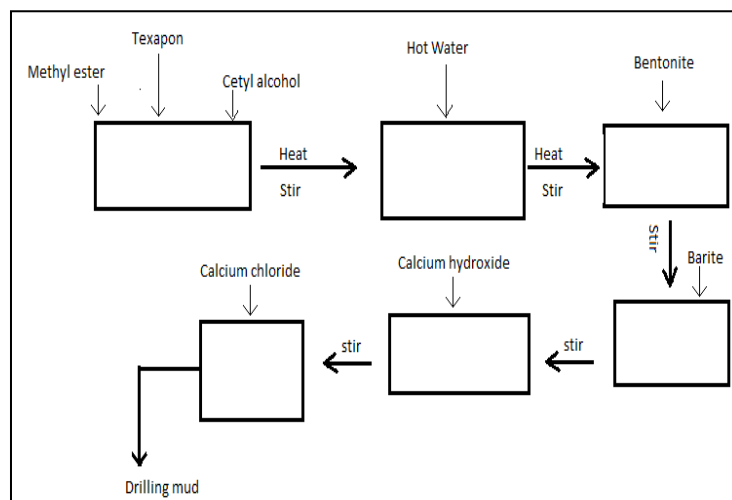 Texapon
Methyl ester
Cetyl alcohol
Hot Water
Bentonite
Heat
Stir
Heat
Stir
Stir
Barite
Calcium hydroxide
Calcium chloride
stir
stir
Drilling mud